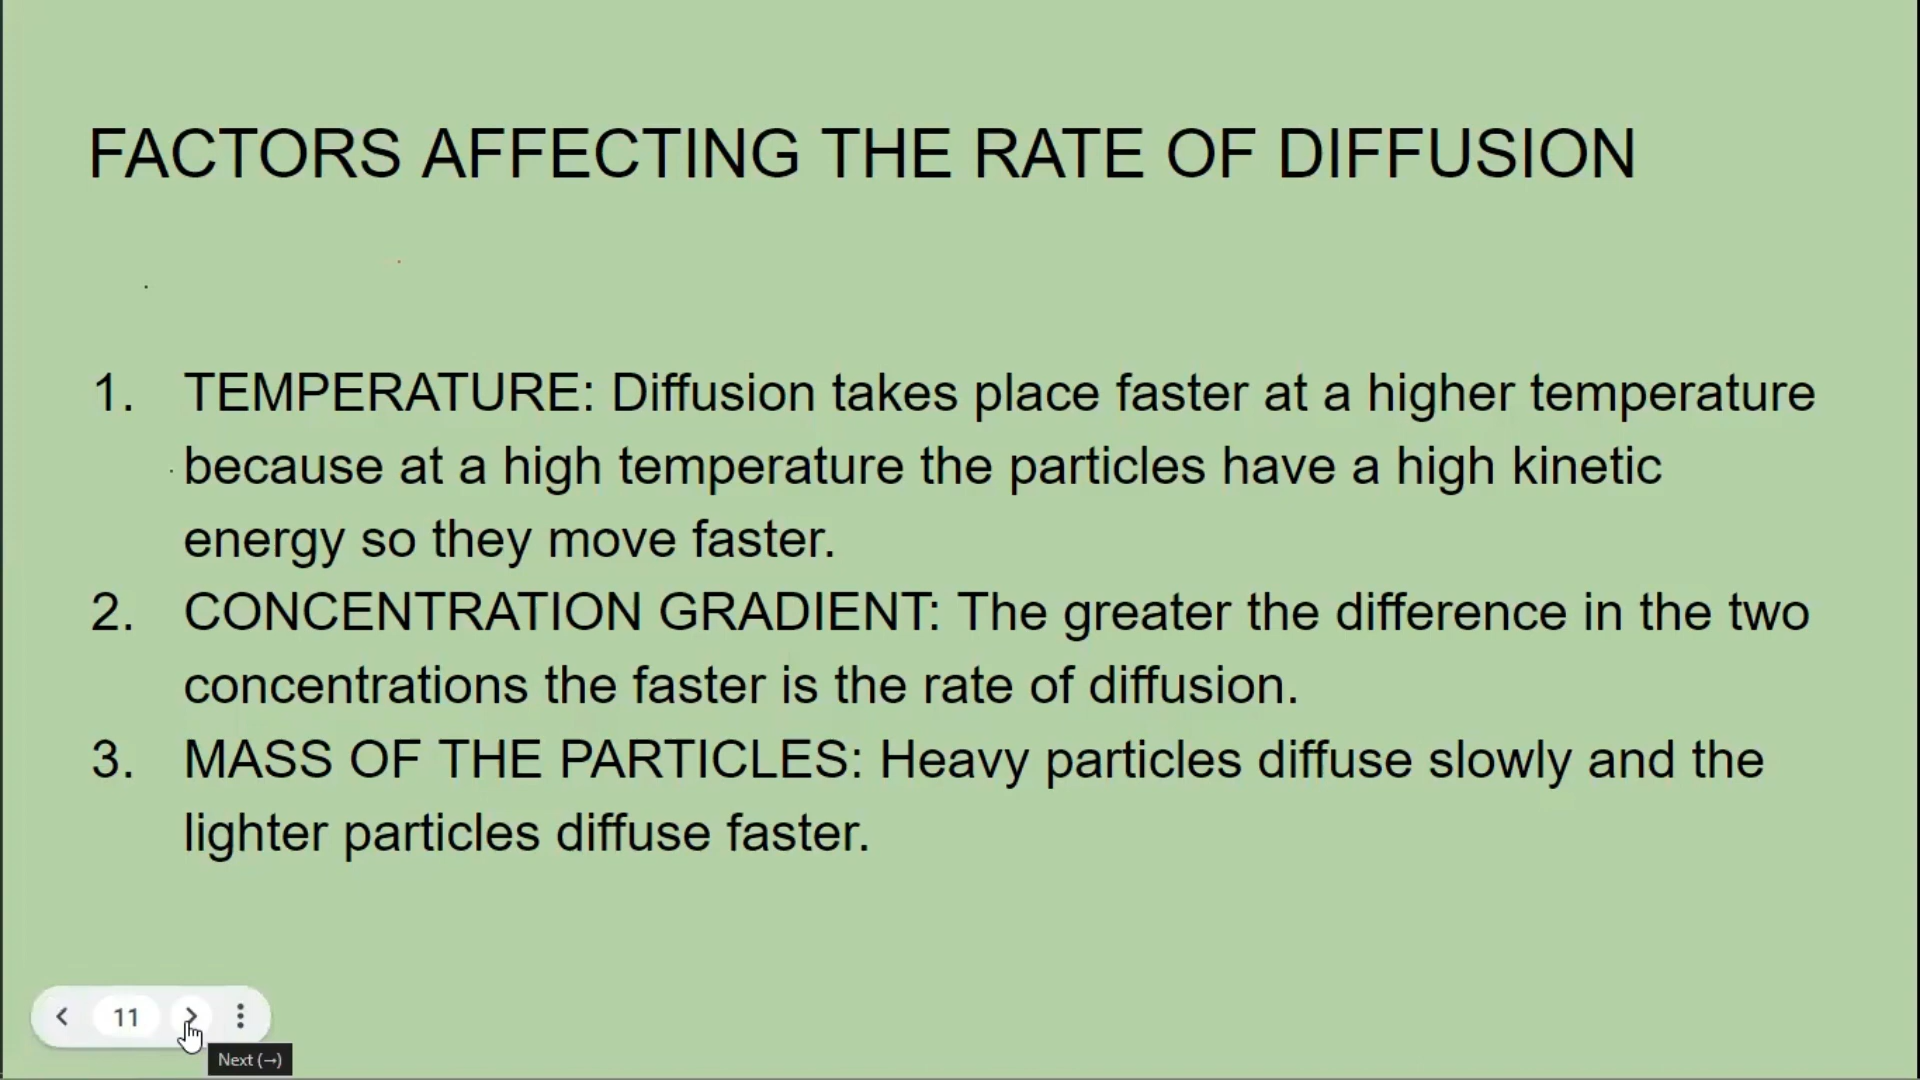 FACTORS AFFECTING THE RATE OF DIFFUSION
1. TEMPERATURE: Diffusion takes place faster at a higher temperature
because at a high temperature the particles have a high kinetic
energy so they move faster.
2. CONCENTRATION GRADIENT: The greater the difference in the two
concentrations the faster is the rate of diffusion.
3. MASS OF THE PARTICLES: Heavy particles diffuse slowly and the
lighter particles diffuse faster.
11
Next (→)